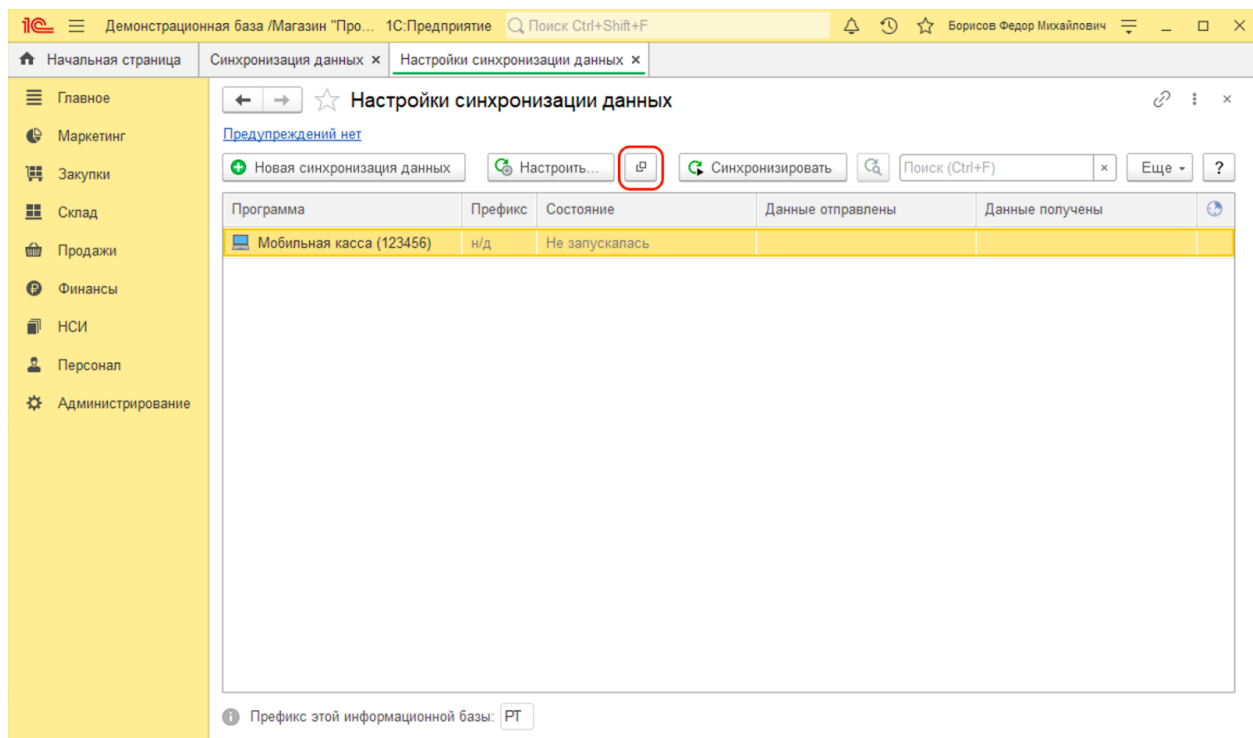 1С Демонстрационная база /Магазин "Про... 1С:Предприятие Поиск Ctrl+Shift+F Борисов Федор Михайлович
Начальная страница Синхронизация данных × Настройки синхронизации данных ×
Главное
Маркетинг
Закупки
Склад
Продажи
Финансы
НСИ
Персонал
Администрирование
Настройки синхронизации данных
Предупреждений нет
Новая синхронизация данных Настроить... Синхронизировать Поиск (Ctrl+F) × Еще ?
Программа Префикс Состояние Данные отправлены Данные получены
Мобильная касса (123456) н/д Не запускалась
Префикс этой информационной базы: РТ